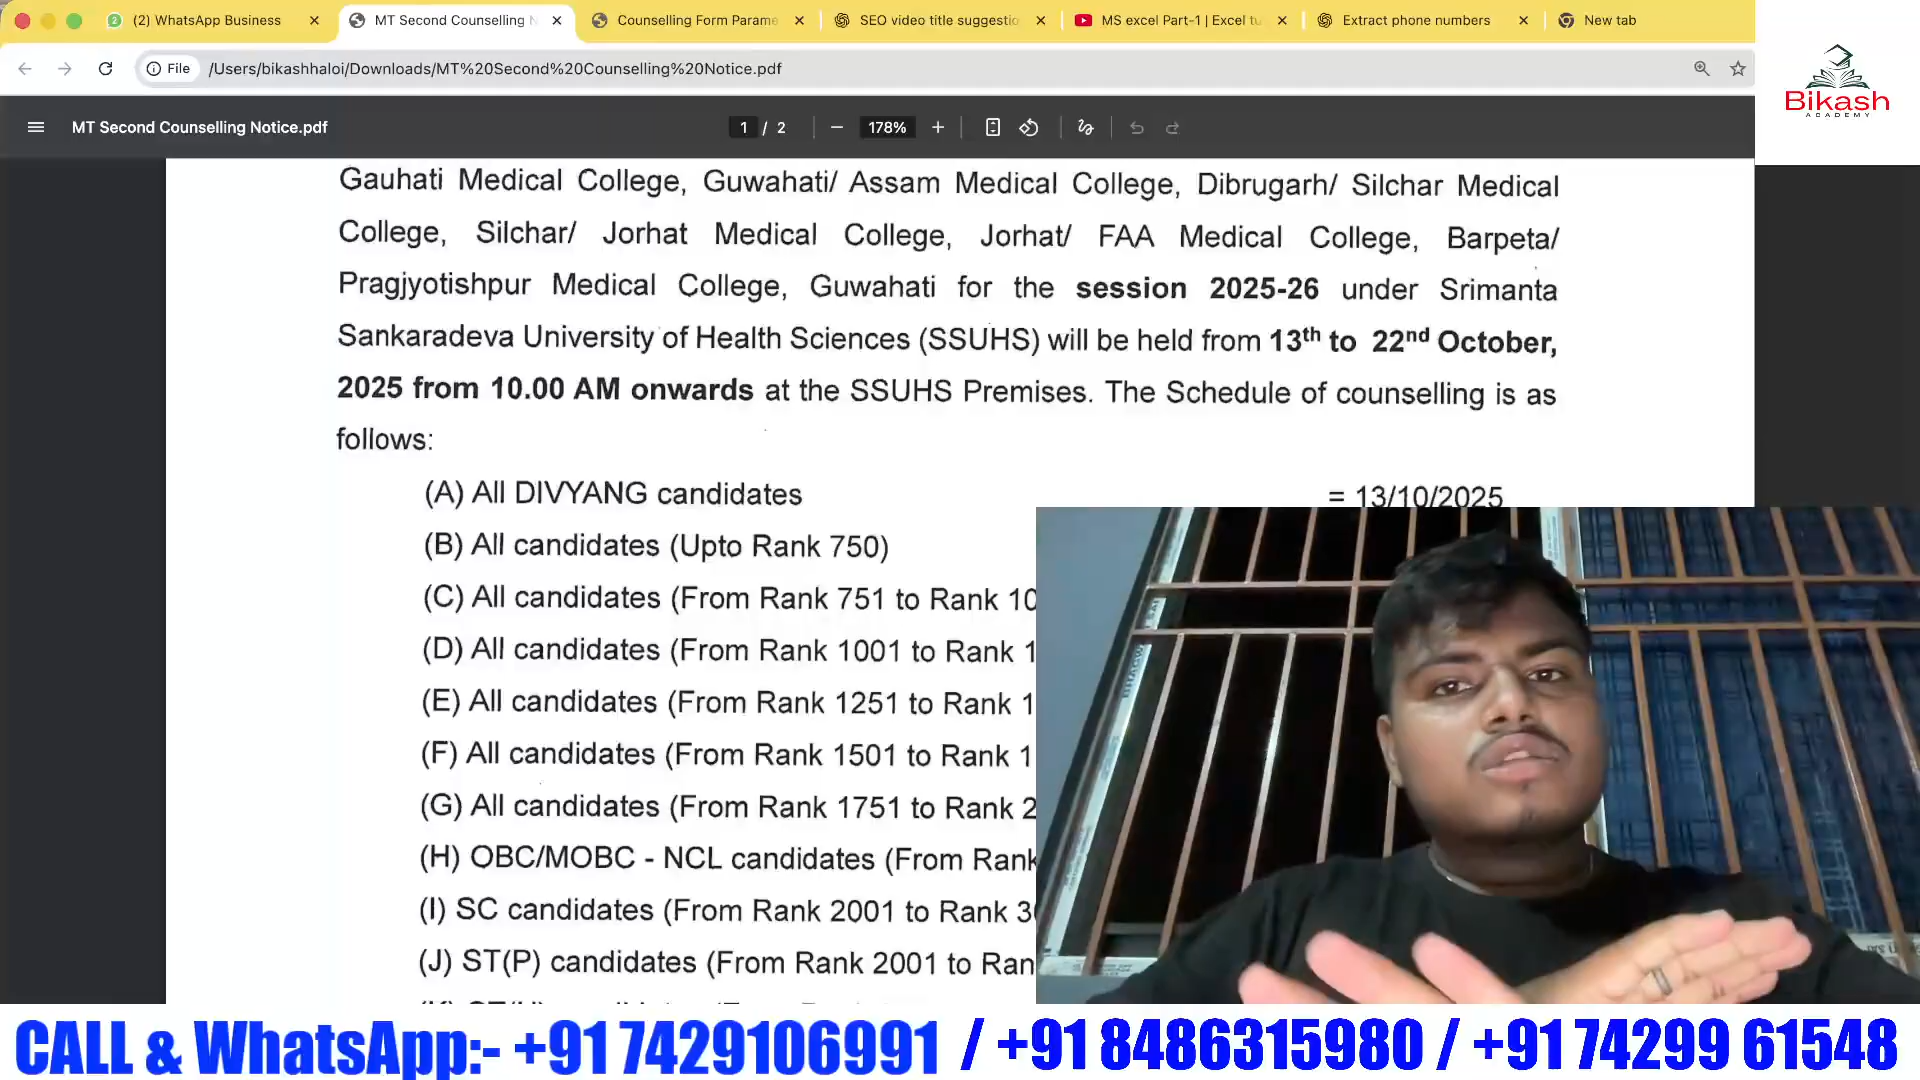 (2) WhatsApp Business
MT Second Counselling N
Counselling Form Parame
SEO video title suggestio
MS excel Part-1 | Excel tu
Extract phone numbers
New tab
File
/Users/bikashhaloi/Downloads/MT%20Second%20Counselling%20Notice.pdf
Bikash
ACADEMY
MT Second Counselling Notice.pdf
1 / 2
178%
Gauhati Medical College, Guwahati/ Assam Medical College, Dibrugarh/ Silchar Medical
College, Silchar/ Jorhat Medical College, Jorhat/ FAA Medical College, Barpeta/
Pragjyotishpur Medical College, Guwahati for the session 2025-26 under Srimanta
Sankaradeva University of Health Sciences (SSUHS) will be held from 13th to 22nd October,
2025 from 10.00 AM onwards at the SSUHS Premises. The Schedule of counselling is as
follows:
(A) All DIVYANG candidates = 13/10/2025
(B) All candidates (Upto Rank 750)
(C) All candidates (From Rank 751 to Rank 10
(D) All candidates (From Rank 1001 to Rank 1
(E) All candidates (From Rank 1251 to Rank 1
(F) All candidates (From Rank 1501 to Rank 1
(G) All candidates (From Rank 1751 to Rank 2
(H) OBC/MOBC - NCL candidates (From Rank
(I) SC candidates (From Rank 2001 to Rank 30
(J) ST(P) candidates (From Rank 2001 to Ran
CALL & WhatsApp:- +91 7429106991 / +91 8486315980 / +91 74299 61548